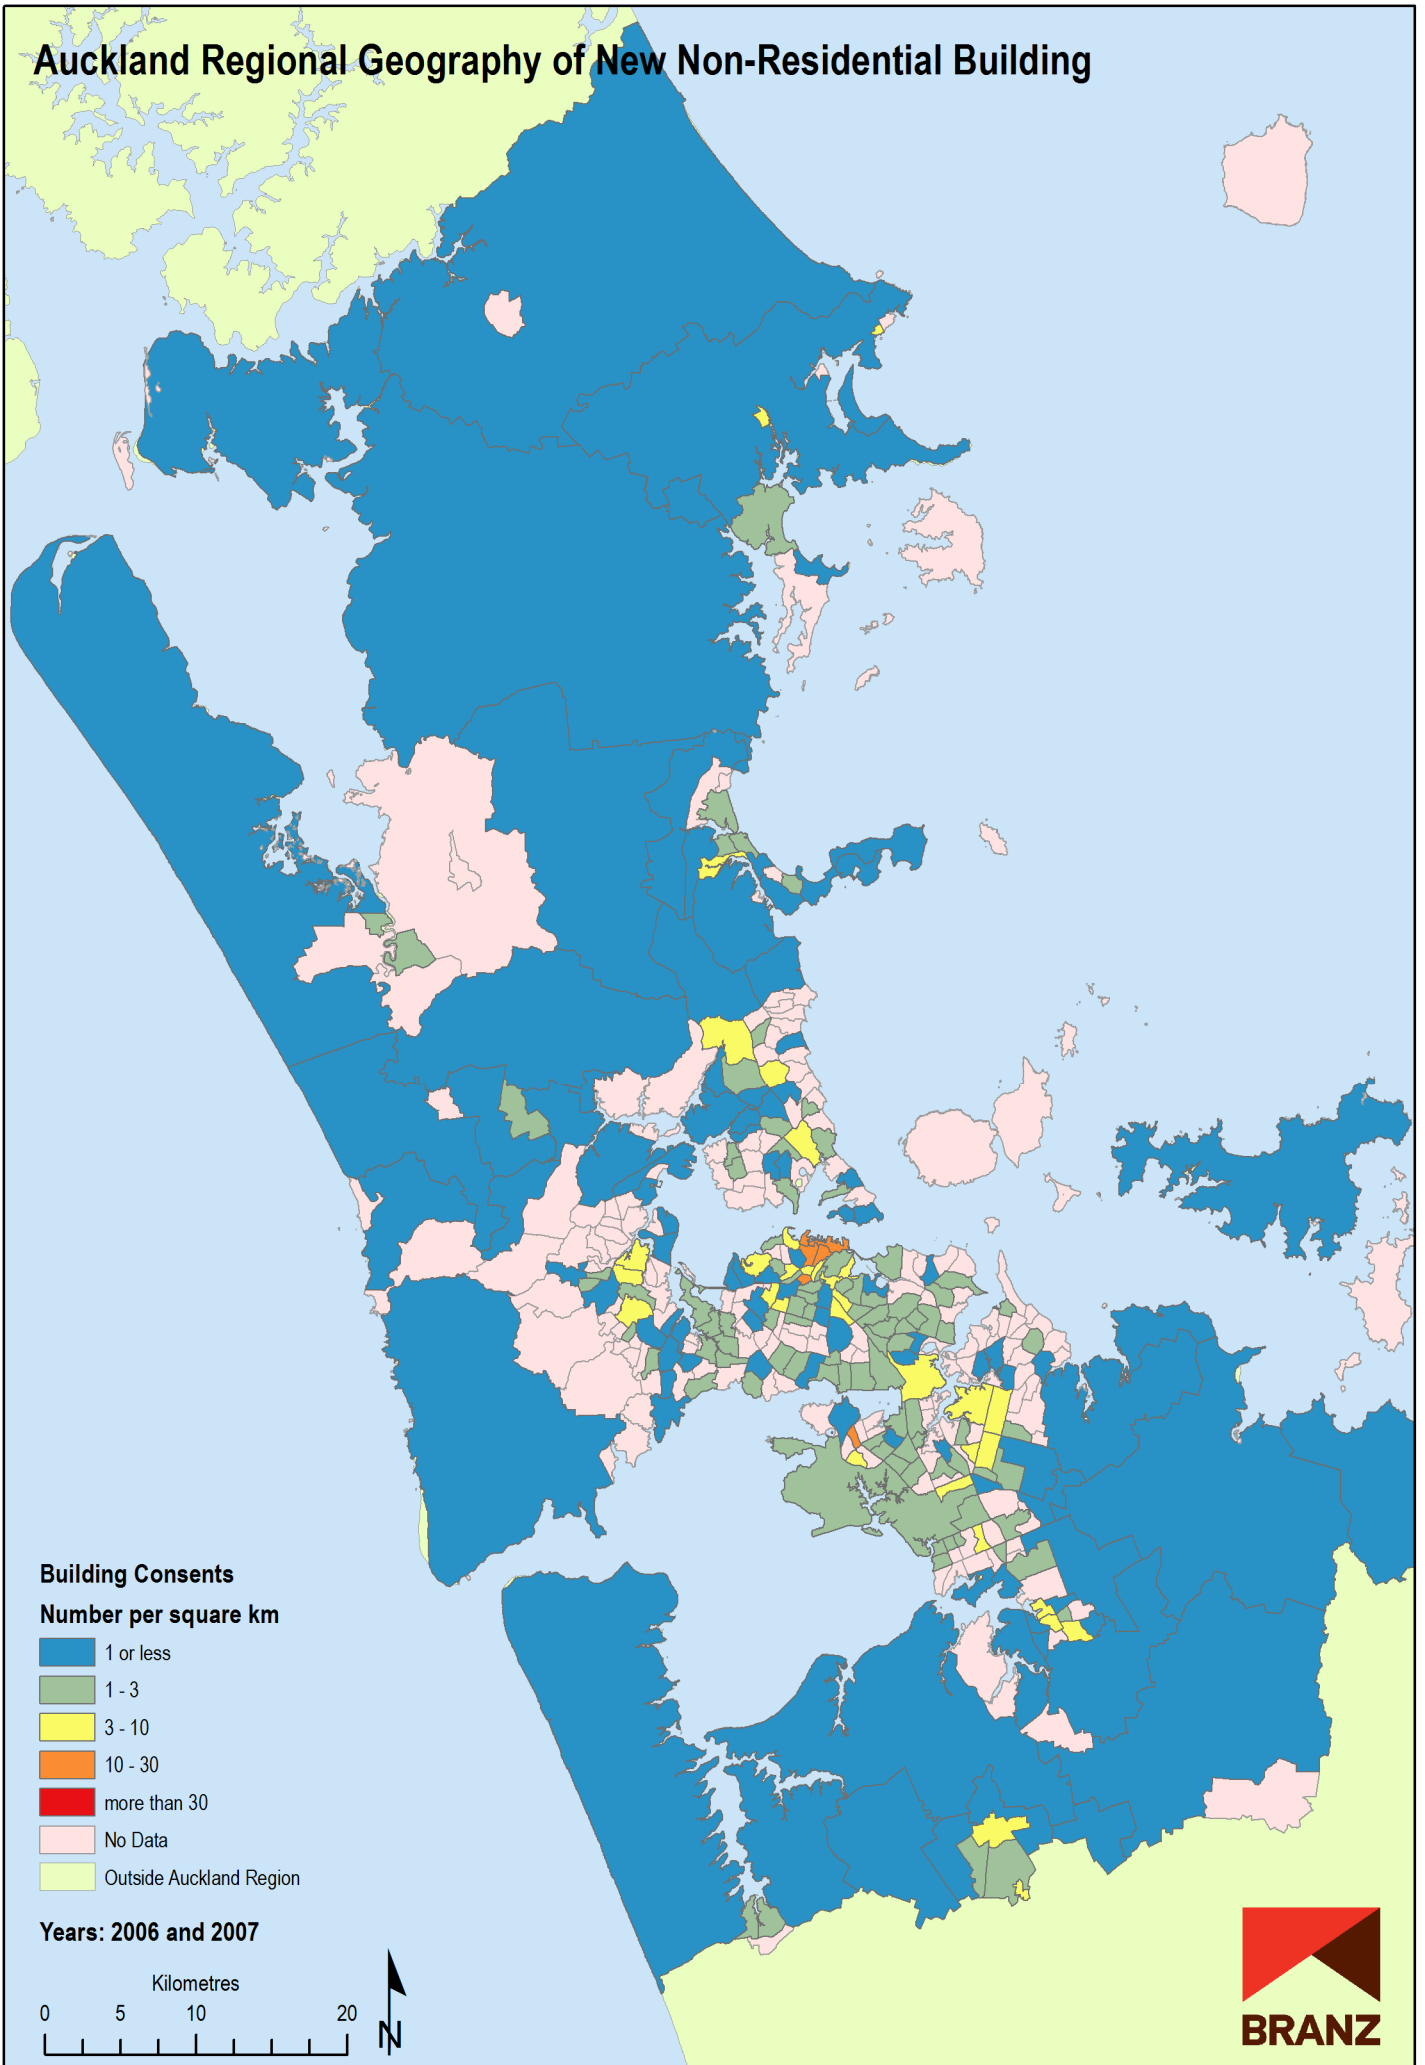 Auckland Regional Geography of New Non-Residential Building
Building Consents
Number per square km
1 or less
1 - 3
3 - 10
10 - 30
more than 30
No Data
Outside Auckland Region
Years: 2006 and 2007
Kilometres
0 5 10 20
N
BRANZ